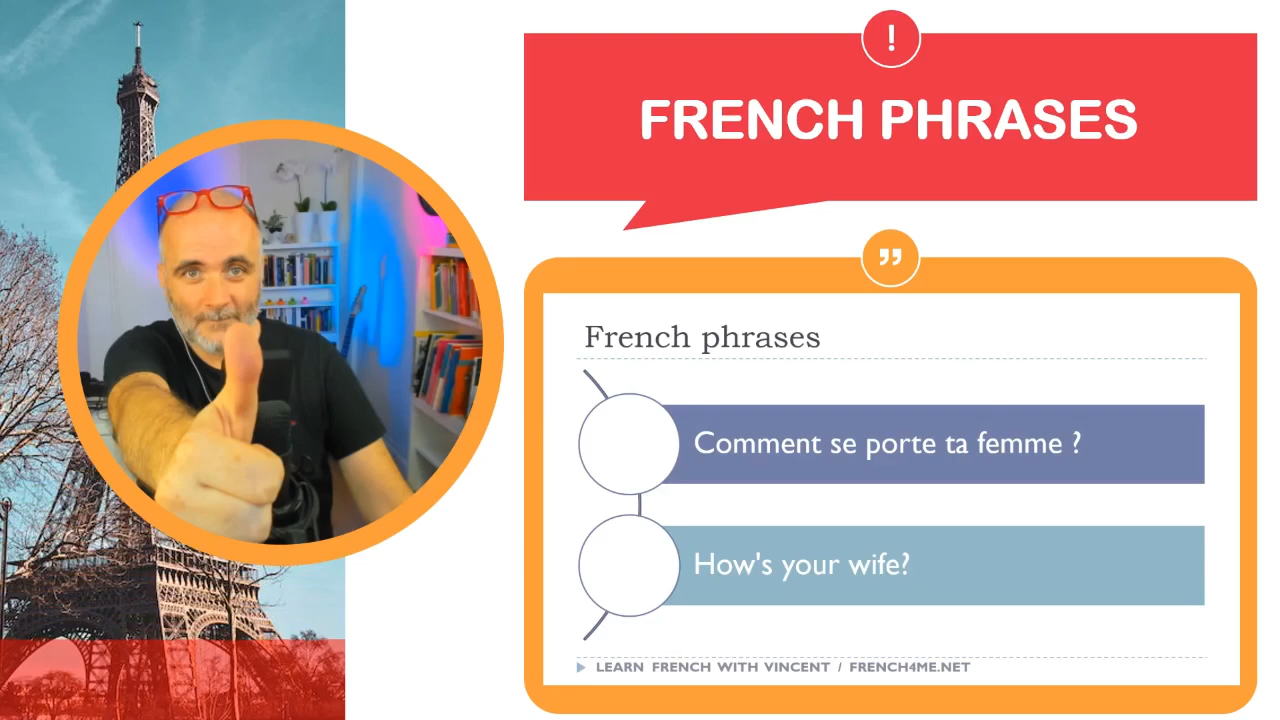 !
FRENCH PHRASES
”
French phrases
Comment se porte ta femme ?
How's your wife?
LEARN FRENCH WITH VINCENT / FRENCH4ME.NET